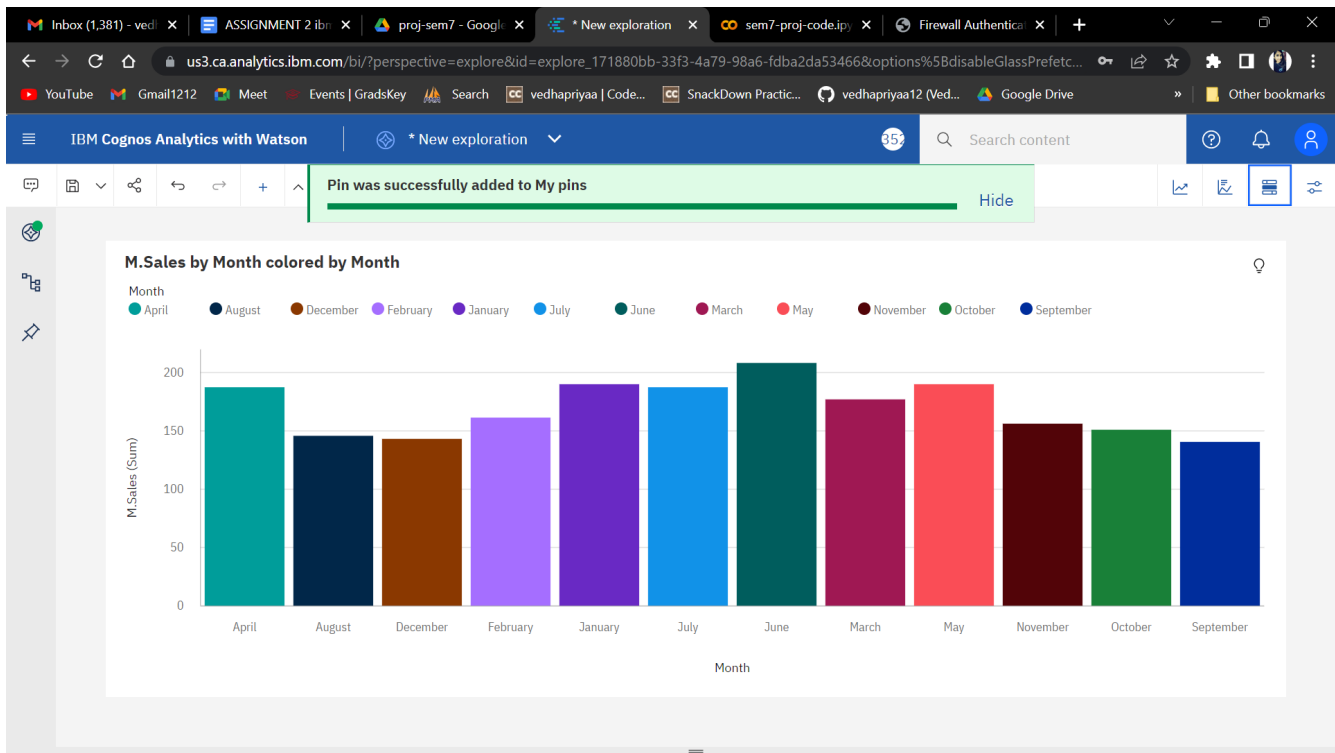 Inbox (1,381) - vedh ASSIGNMENT 2 ibm proj-sem7 - Google * New exploration sem7-proj-code.ipy Firewall Authenticat
us3.ca.analytics.ibm.com/bi/?perspective=explore&id=explore_171880bb-33f3-4a79-98a6-fdba2da53466&options%5BdisableGlassPrefetc...
YouTube Gmail1212 Meet Events | GradsKey Search CC vedhapriyaa | Code... CC SnackDown Practic... vedhapriyaa12 (Ved... Google Drive » Other bookmarks
IBM Cognos Analytics with Watson * New exploration 352 Search content
Pin was successfully added to My pins
Hide
M.Sales by Month colored by Month
Month
April August December February January July June March May November October September
200
150
100
50
0
M.Sales (Sum)
April August December February January July June March May November October September
Month